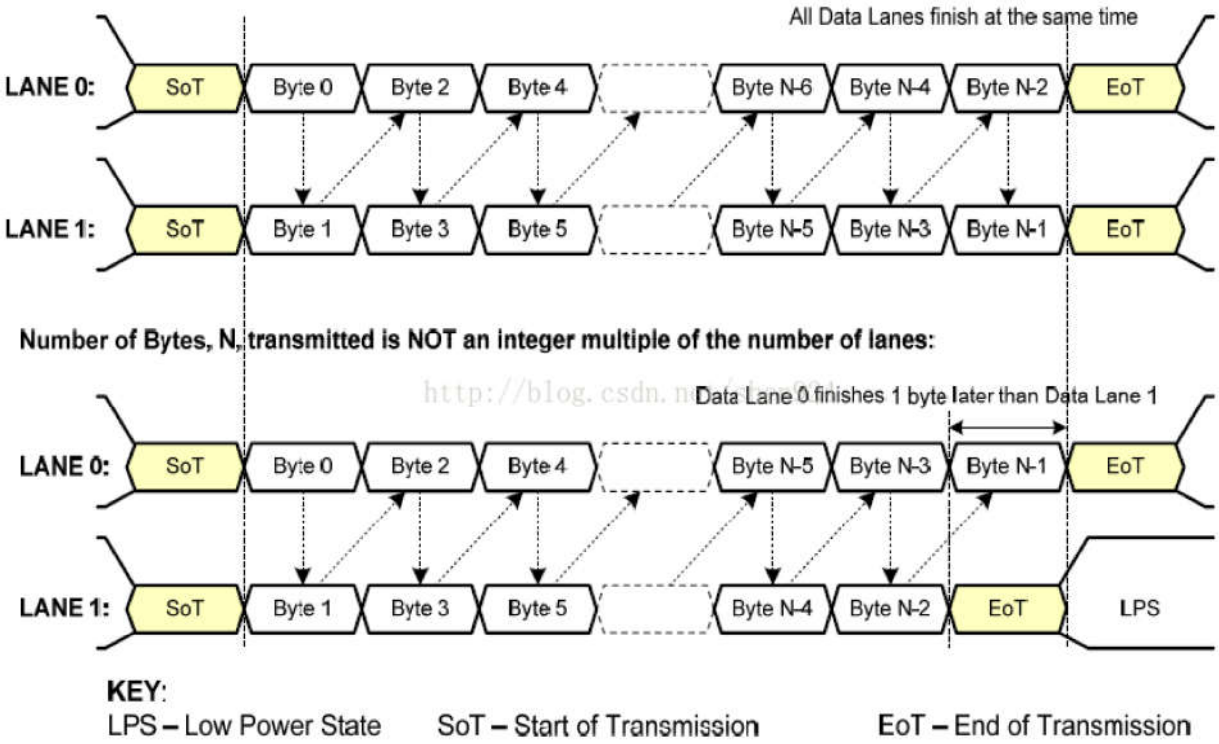 All Data Lanes finish at the same time
LANE 0: SoT Byte 0 Byte 2 Byte 4 Byte N-6 Byte N-4 Byte N-2 EoT
LANE 1: SoT Byte 1 Byte 3 Byte 5 Byte N-5 Byte N-3 Byte N-1 EoT
Number of Bytes, N, transmitted is NOT an integer multiple of the number of lanes:
http://blog.csdn.
Data Lane 0 finishes 1 byte later than Data Lane 1
LANE 0: SoT Byte 0 Byte 2 Byte 4 Byte N-5 Byte N-3 Byte N-1 EoT
LANE 1: SoT Byte 1 Byte 3 Byte 5 Byte N-4 Byte N-2 EoT LPS
KEY:
LPS – Low Power State SoT – Start of Transmission EoT – End of Transmission